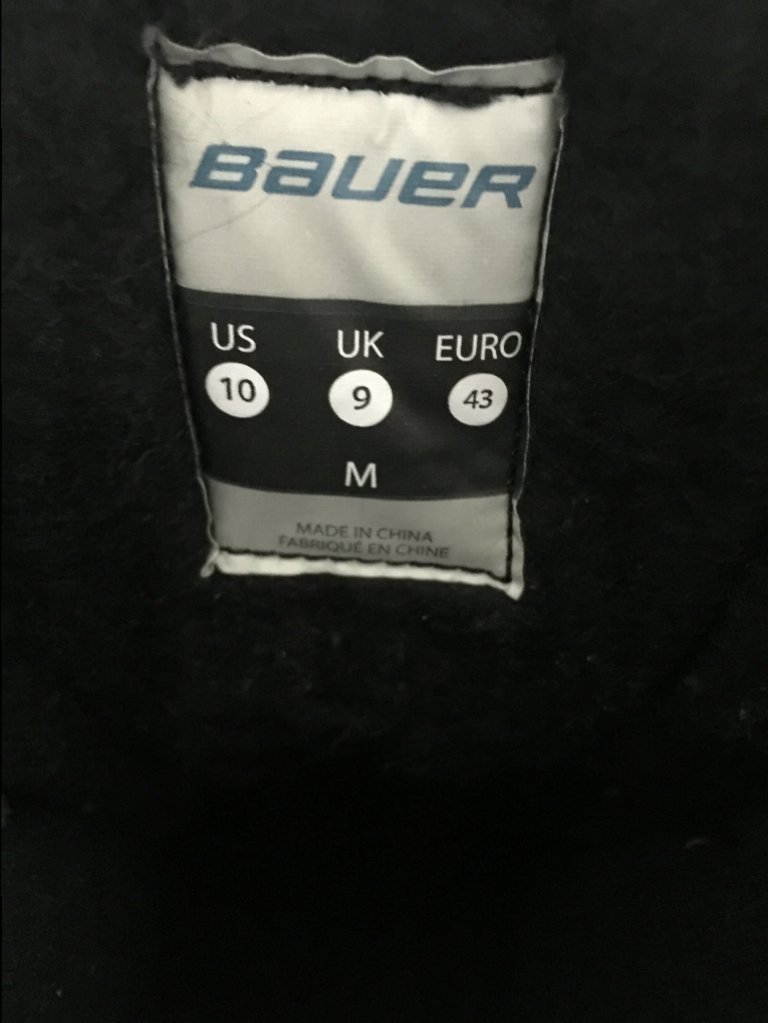 BAUER
US UK EURO
10 9 43
M
MADE IN CHINA
FABRIQUÉ EN CHINE